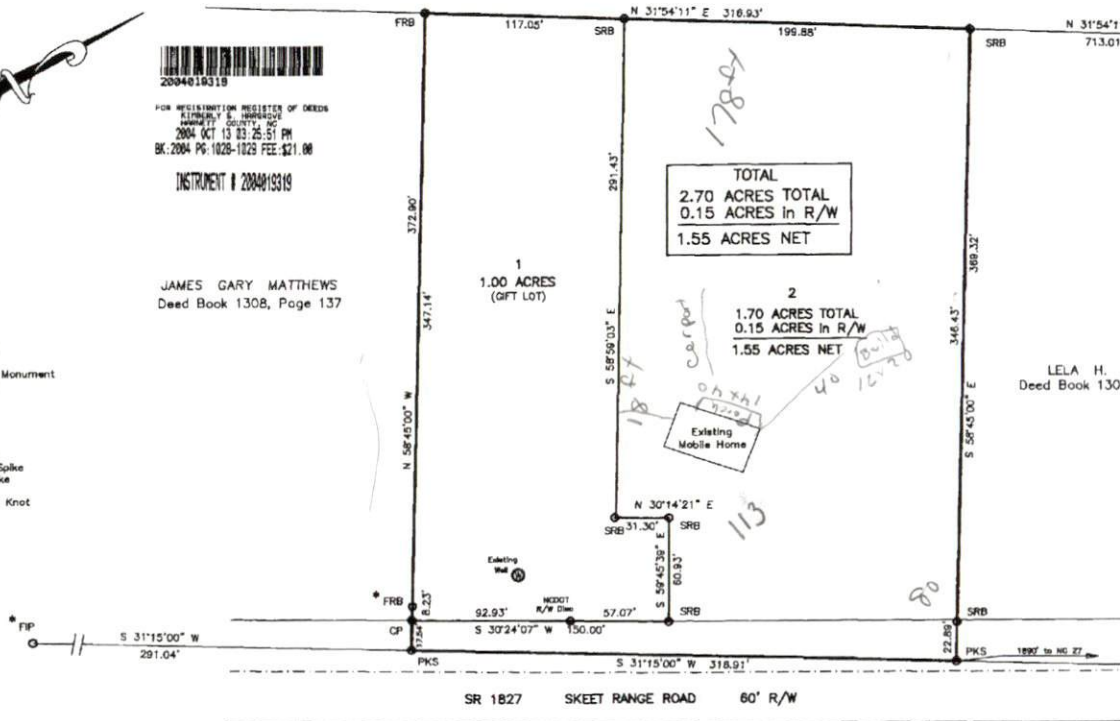 FRB
117.05'
N 31°54'11" E 316.93'
SRB
199.88'
SRB
N 31°54'1
713.01
2004019319
FOR REGISTRATION REGISTER OF DEEDS
KIMBERLY S. HARGROVE
HARNETT COUNTY, NC
2004 OCT 13 03:25:51 PM
BK:2004 PG:1028-1029 FEE:$21.00
INSTRUMENT # 2004019319
JAMES GARY MATTHEWS
Deed Book 1308, Page 137
372.90'
347.14'
N 58°45'00" W
1
1.00 ACRES
(GIFT LOT)
291.43'
S 58°59'03" E
178 ft
TOTAL
2.70 ACRES TOTAL
0.15 ACRES in R/W
1.55 ACRES NET
2
1.70 ACRES TOTAL
0.15 ACRES in R/W
1.55 ACRES NET
369.32'
346.43'
S 58°45'00" E
LELA H.
Deed Book 130
Monument
Spike
ke
Knot
18 ft
carport
14x40
Porch
40
Build
12x20
Existing
Mobile Home
N 30°14'21" E
SRB 31.30'
SRB
113
S 59°45'39" E
60.93'
Existing
Well
* FRB
8.23'
92.93'
NCDOT
R/W Disc
57.07'
SRB
80
SRB
* FIP
CP
S 30°24'07" W 150.00'
S 31°15'00" W
291.04'
17.54'
PKS
S 31°15'00" W 318.91'
22.89'
PKS
1890' to NC 27
SR 1827 SKEET RANGE ROAD 60' R/W